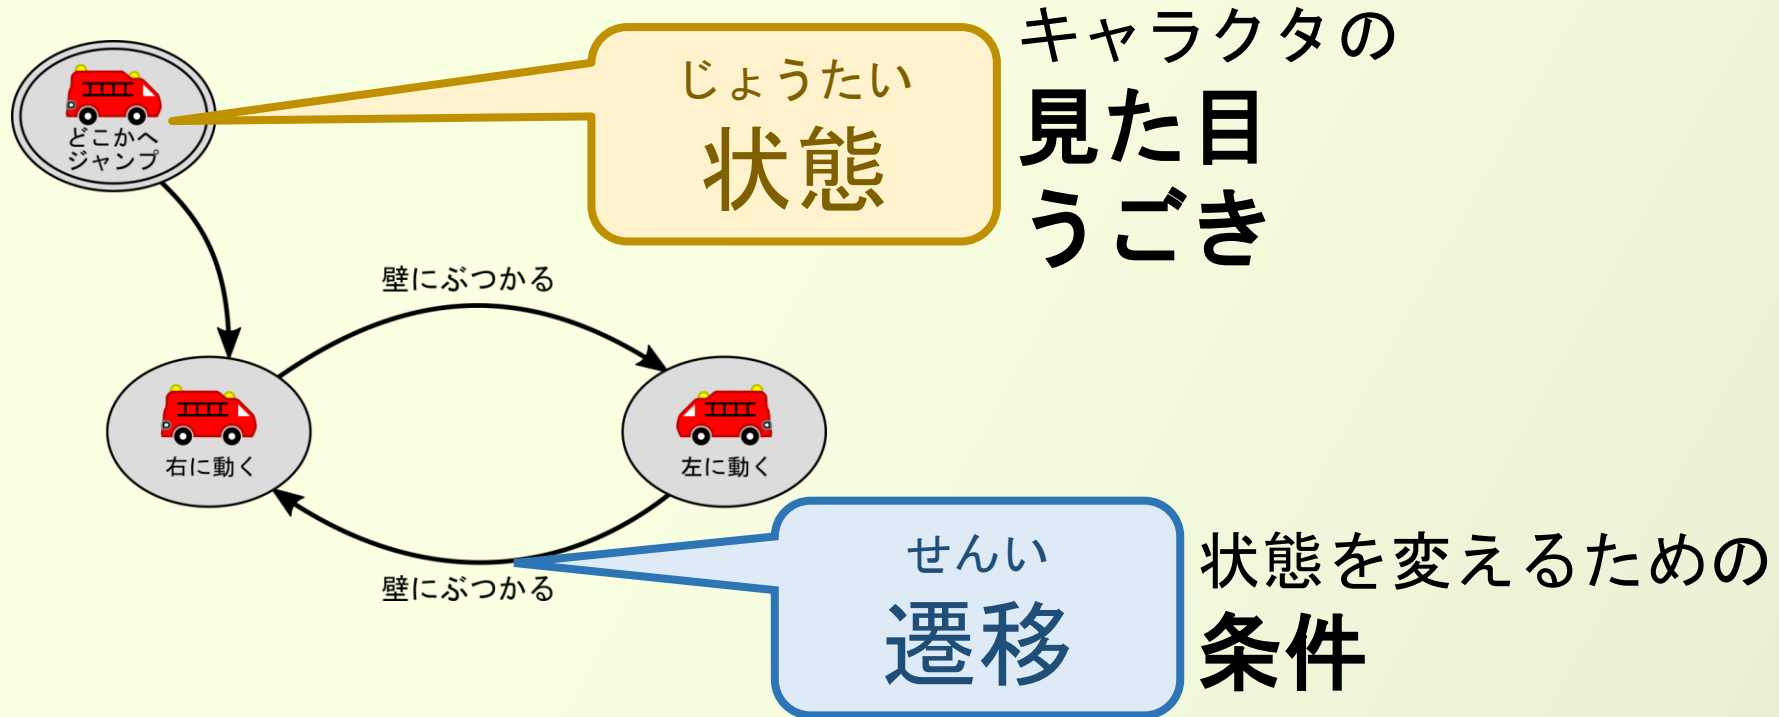 どこかへ
ジャンプ
じょうたい
状態
キャラクタの
見た目
うごき
壁にぶつかる
右に動く
左に動く
壁にぶつかる
せんい
遷移
状態を変えるための
条件